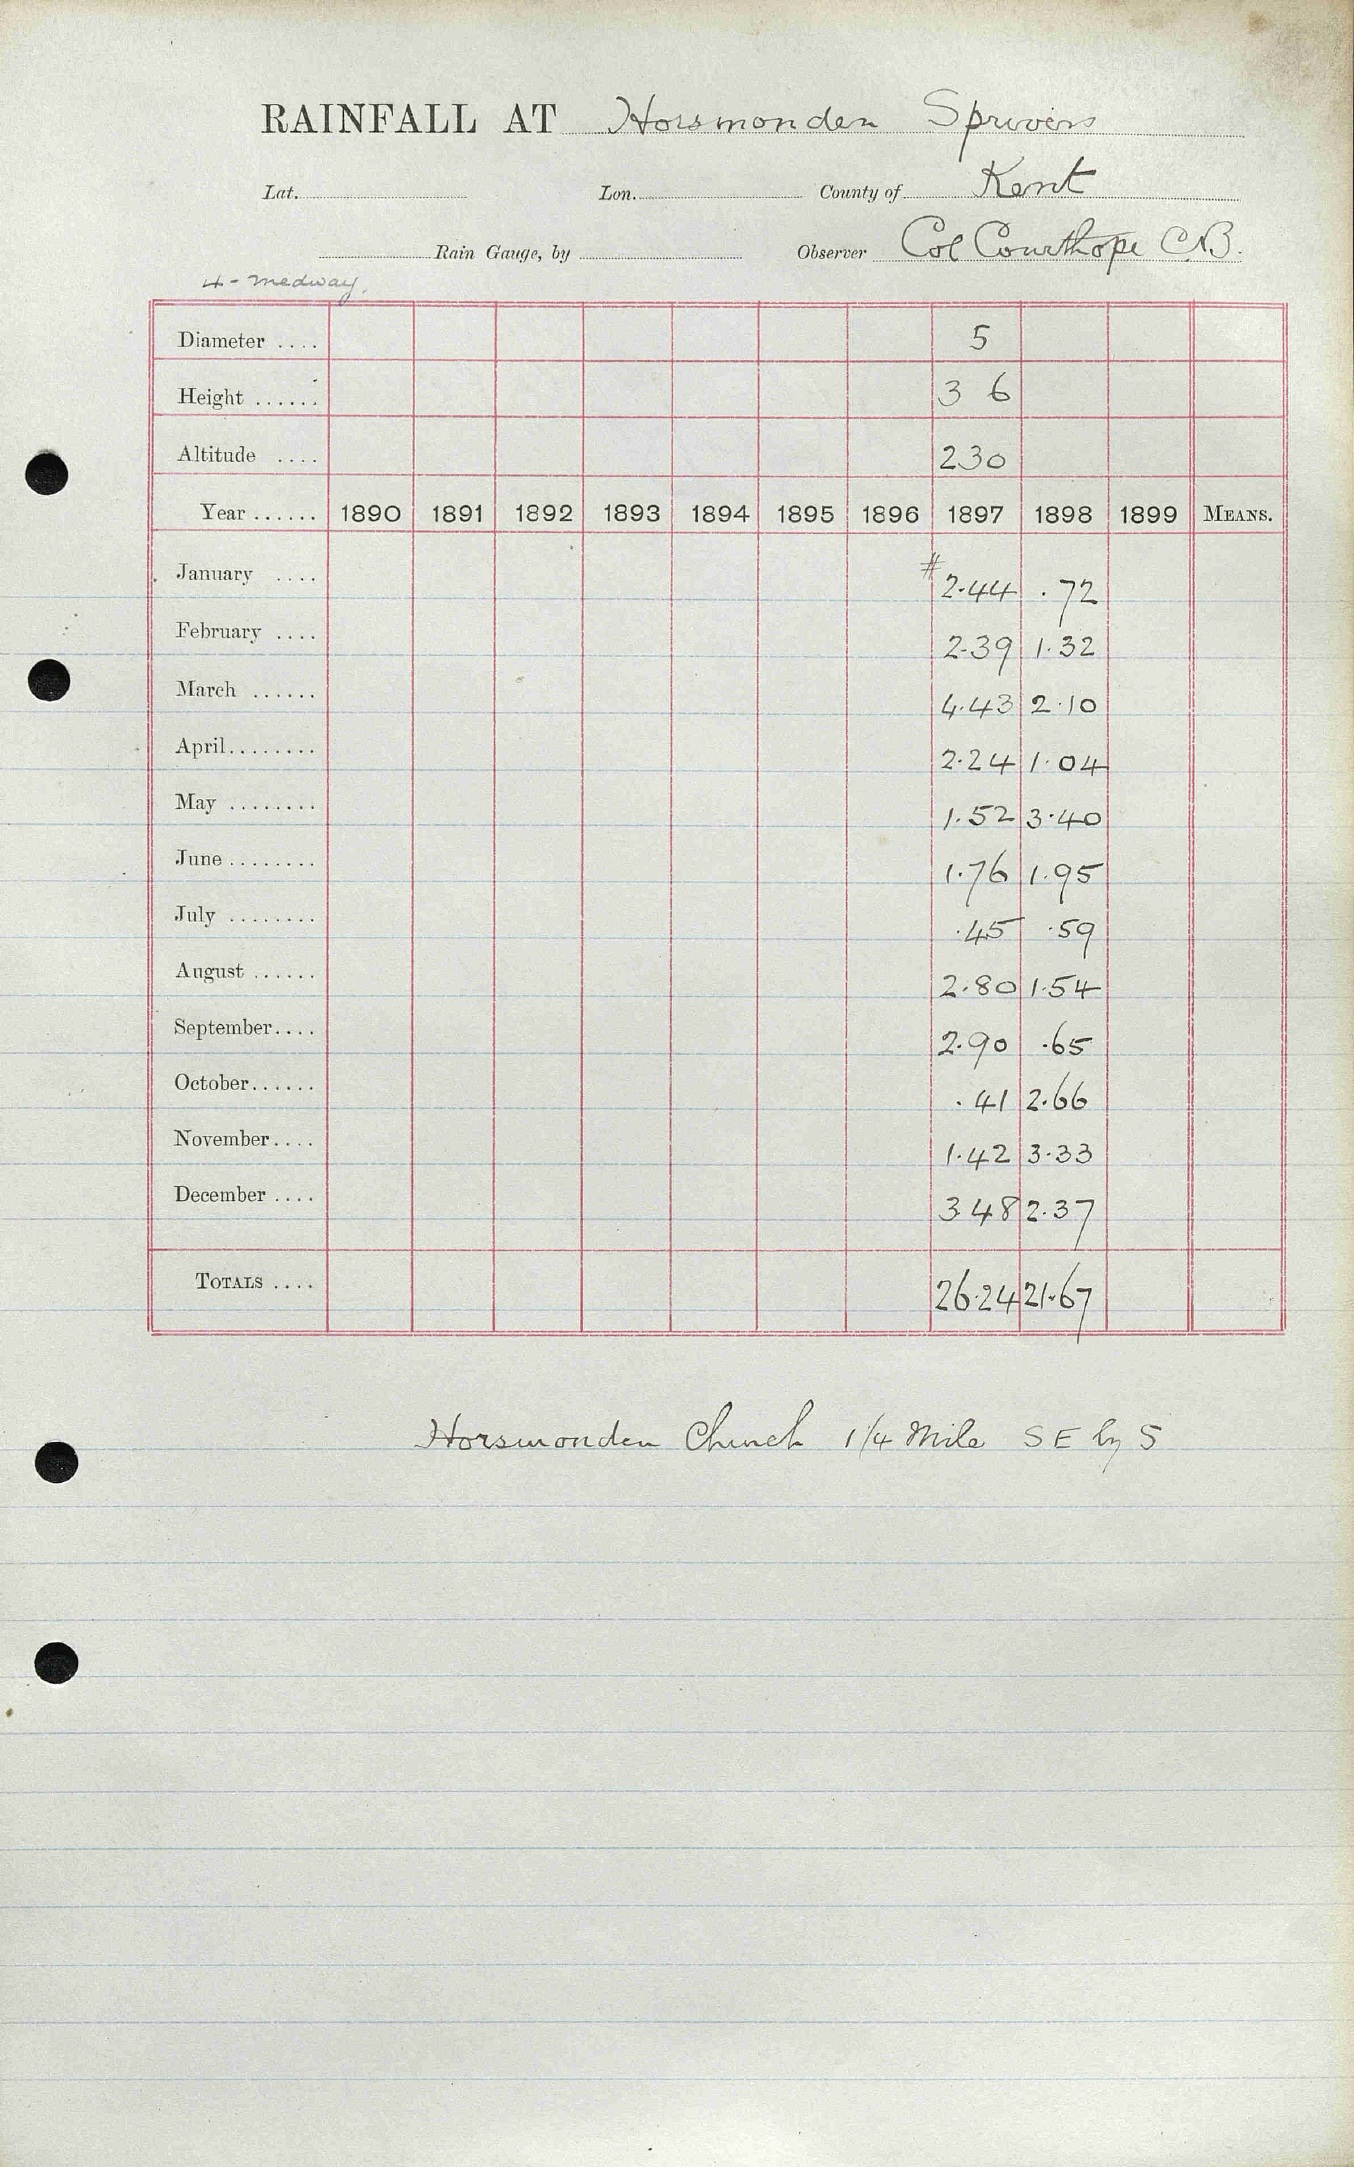 RAINFALL AT Horsmonden Sprivers
Lat. Lon. County of Kent
Rain Gauge, by Observer Col Courthope C.B.
4 - Medway.
Diameter .... 5
Height ...... 3 6
Altitude .... 230
Year ...... 1890 1891 1892 1893 1894 1895 1896 1897 1898 1899 MEANS.
January .... # 2.44 .72
February .... 2.39 1.32
March ...... 4.43 2.10
April........ 2.24 1.04
May ........ 1.52 3.40
June ........ 1.76 1.95
July ........ .45 .59
August ...... 2.80 1.54
September.... 2.90 .65
October...... .41 2.66
November.... 1.42 3.33
December .... 3.48 2.37
TOTALS .... 26.24 21.67
Horsmonden Church 1/4 Mile S E by S